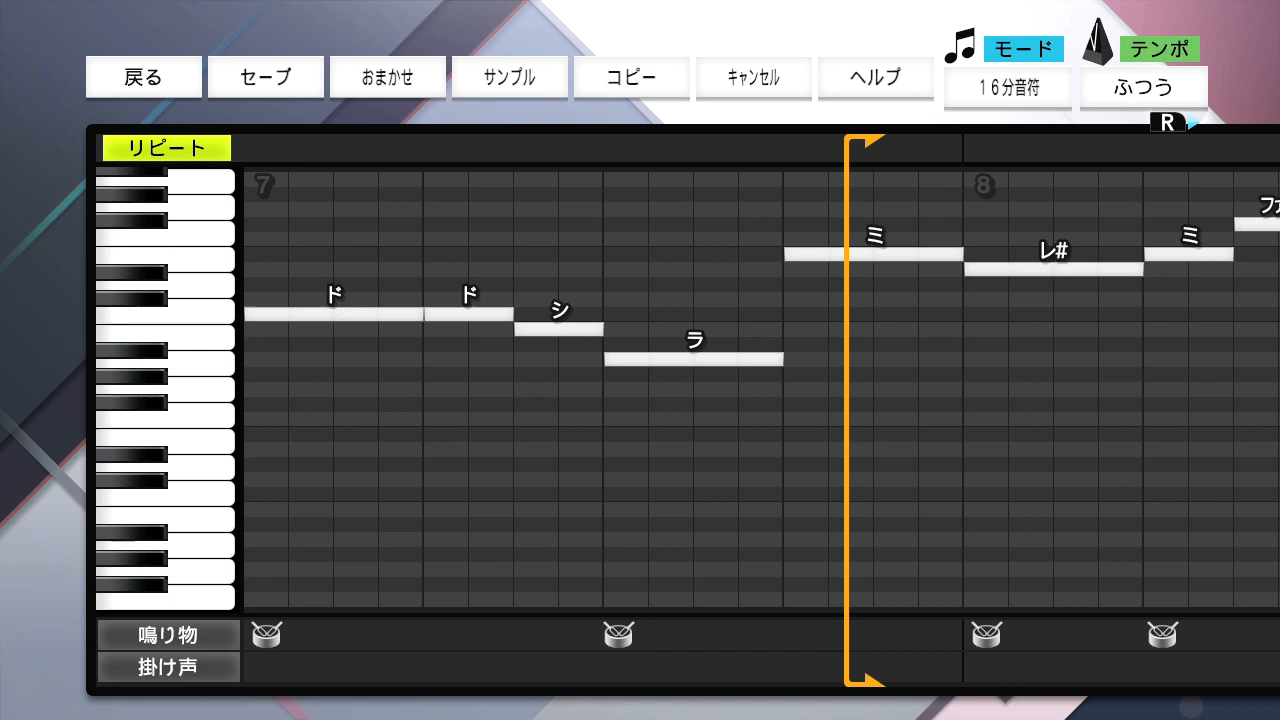 モード
テンポ
戻る
セーブ
おまかせ
サンプル
コピー
キャンセル
ヘルプ
16分音符
ふつう
R
リピート
7
8
ミ
レ#
ミ
ド
ド
シ
ラ
鳴り物
掛け声